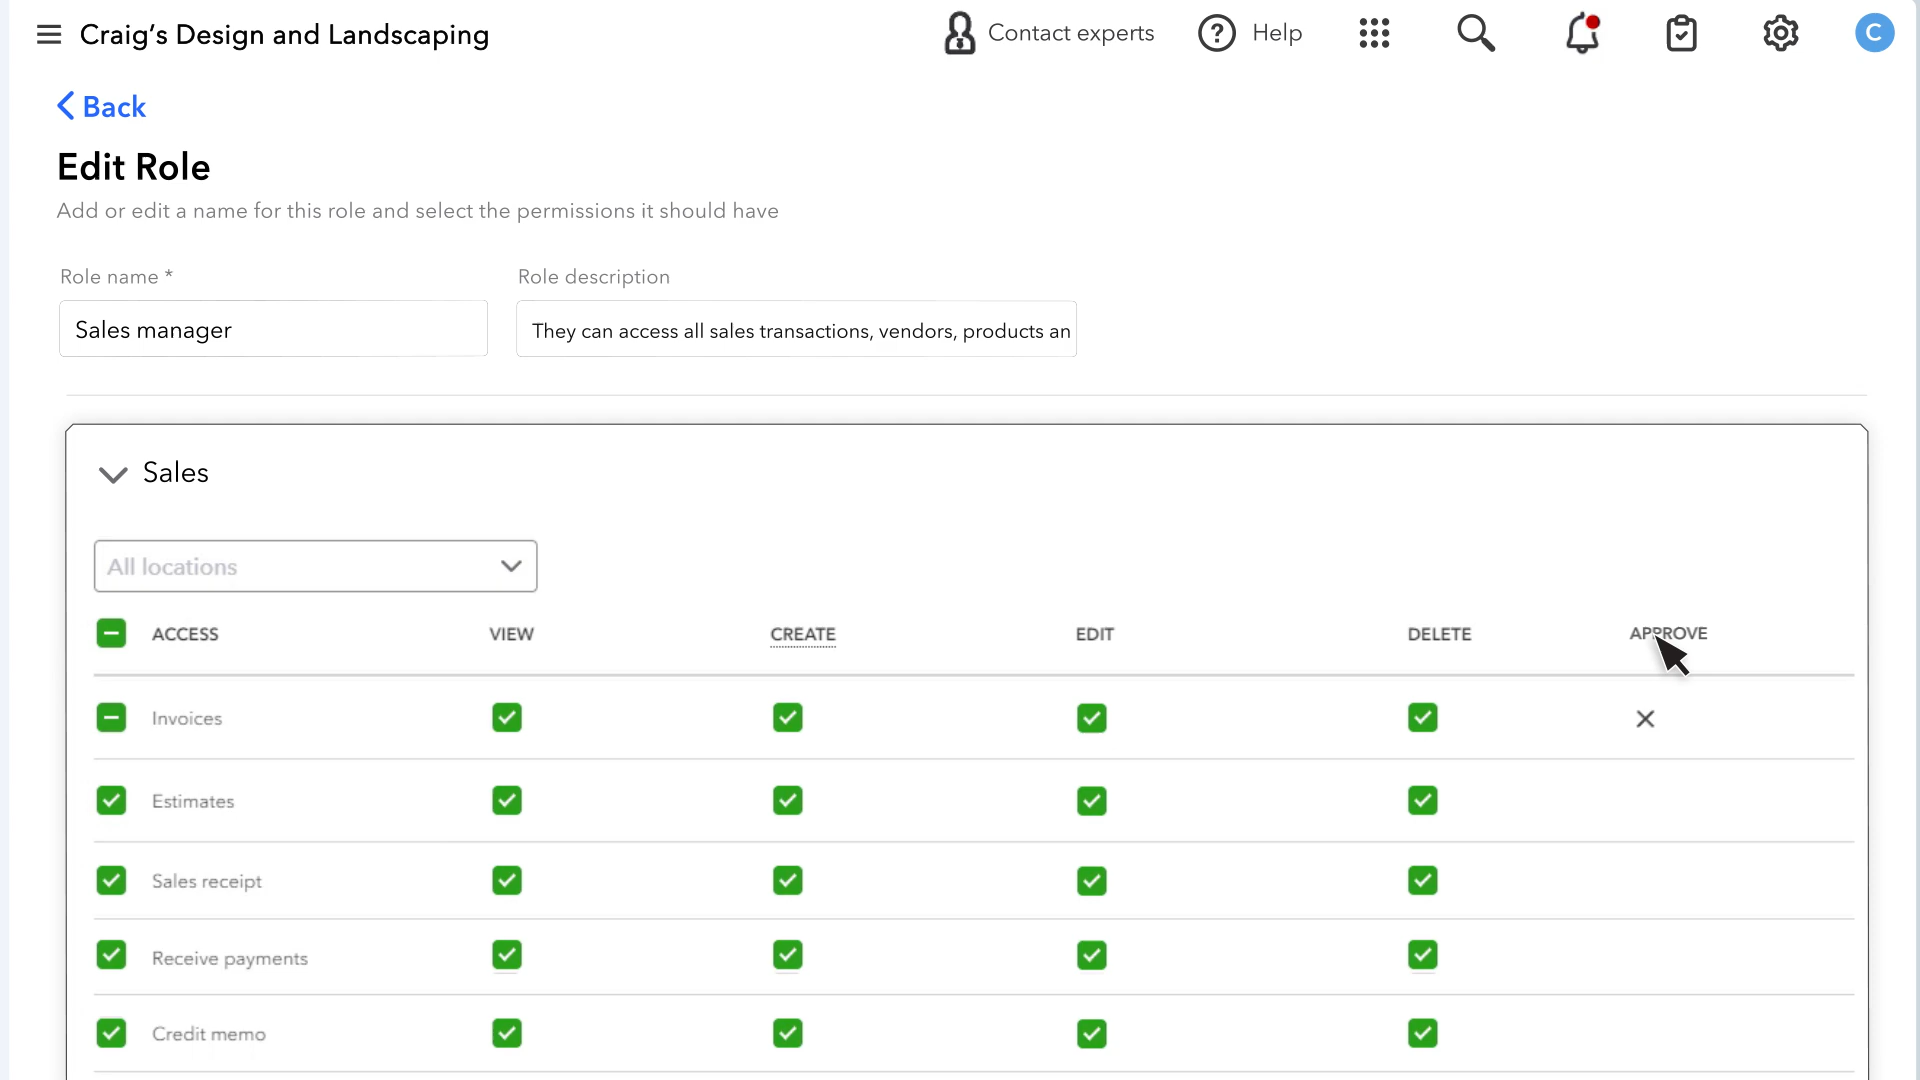 Craig’s Design and Landscaping
Contact experts
Help
C
Back
Edit Role
Add or edit a name for this role and select the permissions it should have
Role name *
Role description
Sales manager
They can access all sales transactions, vendors, products an
Sales
All locations
ACCESS VIEW CREATE EDIT DELETE APPROVE
Invoices
Estimates
Sales receipt
Receive payments
Credit memo